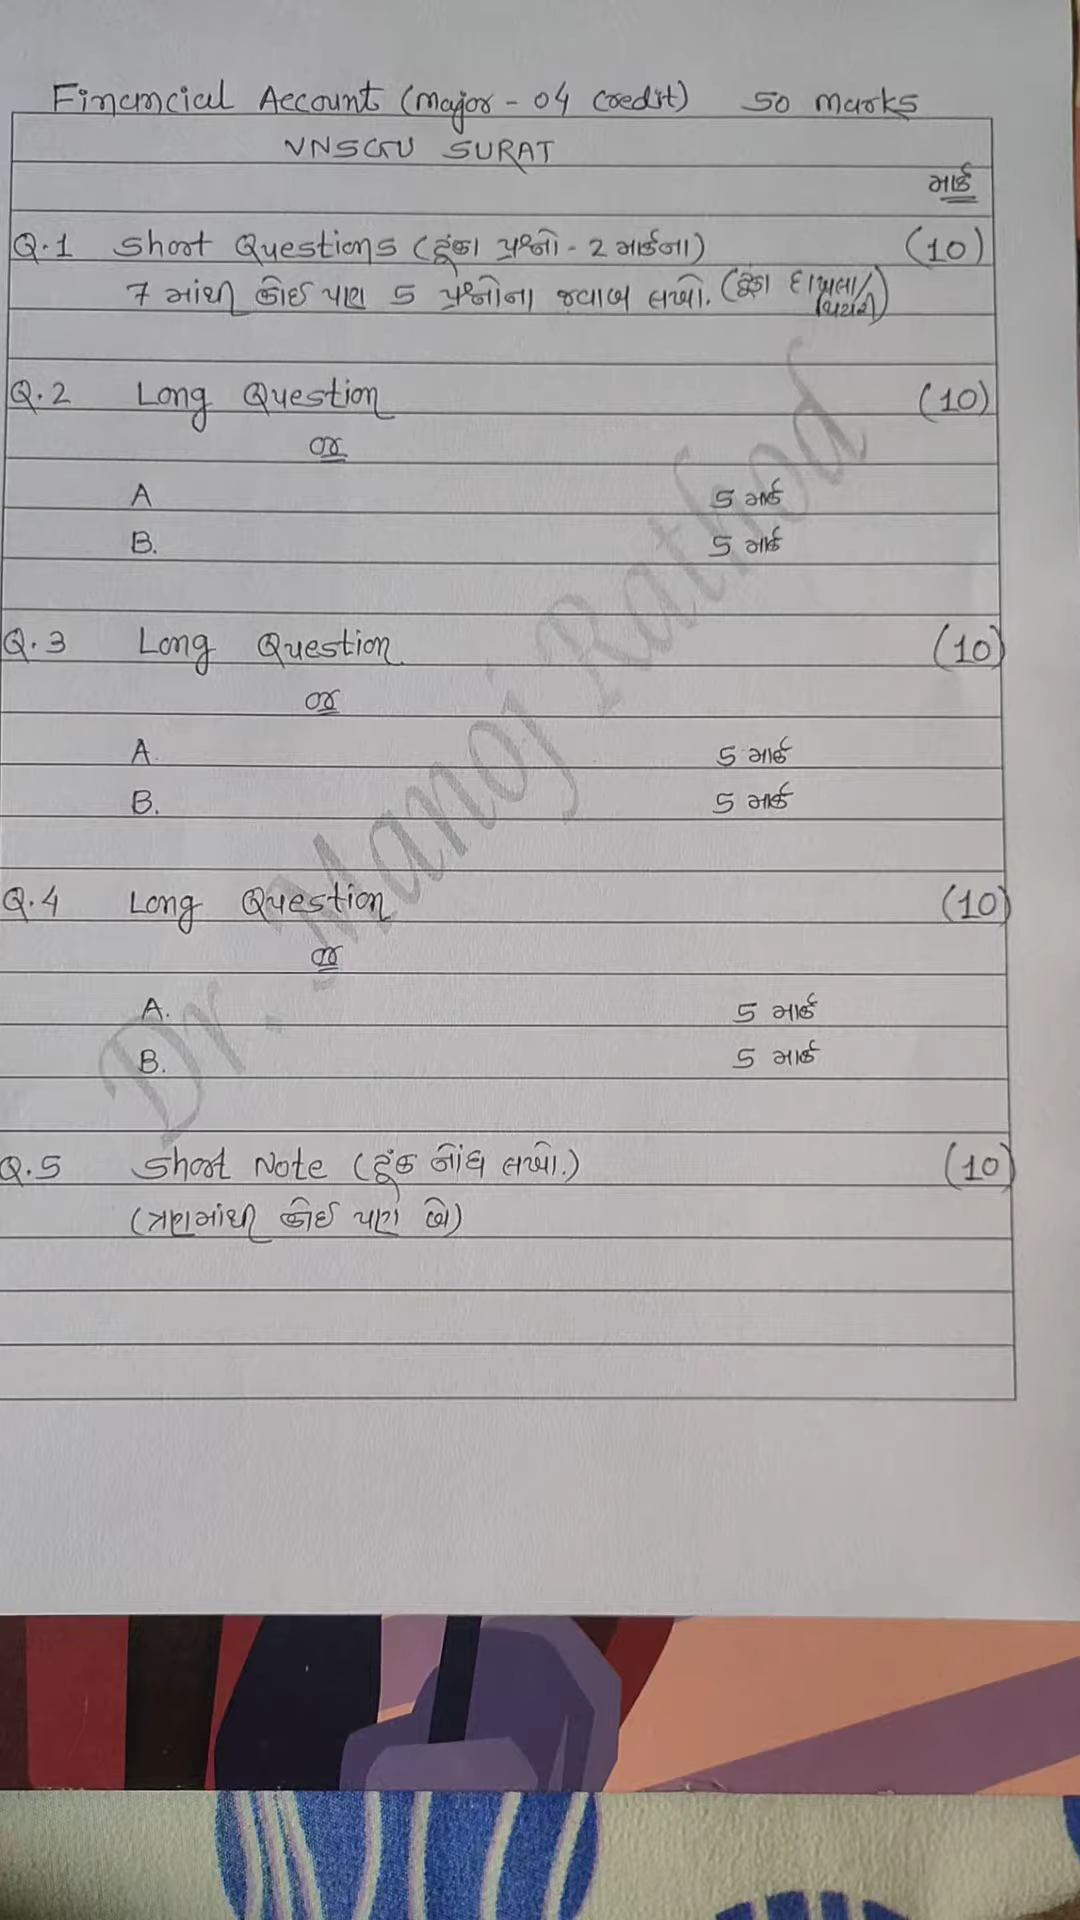 Financial Account (Major - 04 Credit) 50 marks
VNSGU SURAT
માર્ક
Q.1 Short Questions (ટૂંકા પ્રશ્નો - 2 માર્કના) (10)
7 માંથી કોઈ પણ 5 પ્રશ્નોના જવાબ લખો. (ટૂંકા દાખલા/
થિયરી)
Q.2 Long Question (10)
OR
A 5 માર્ક
B. 5 માર્ક
Q.3 Long Question (10)
OR
A. 5 માર્ક
B. 5 માર્ક
Q.4 Long Question (10)
OR
A. 5 માર્ક
B. 5 માર્ક
Q.5 Short Note (ટૂંક નોંધ લખો.) (10)
(ત્રણમાંથી કોઈ પણ બે)
Dr. Manoj Rathod